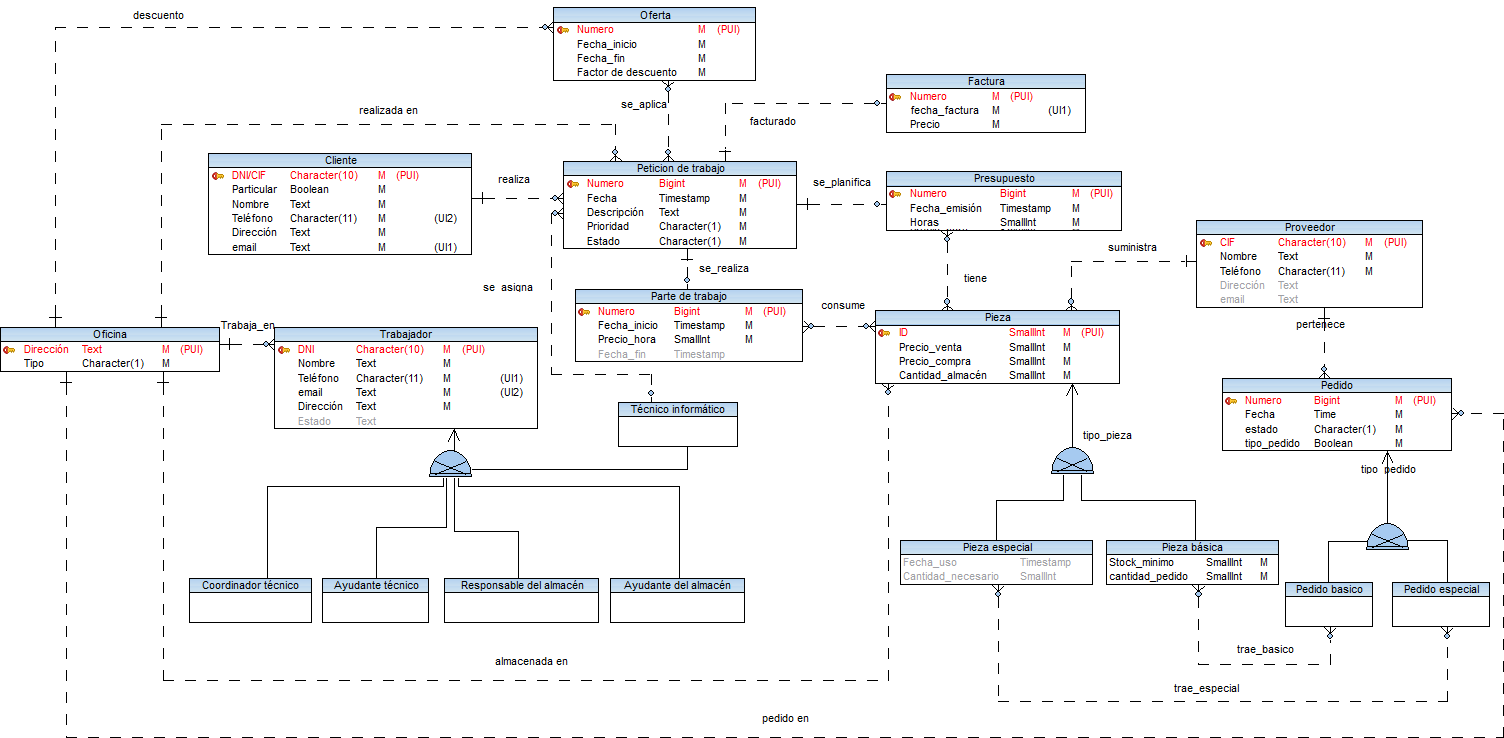 descuento
Oferta
Numero M (PUI)
Fecha_inicio M
Fecha_fin M
Factor de descuento M
se_aplica
realizada en
facturado
Factura
Numero M (PUI)
fecha_factura M (UI1)
Precio M
Cliente
DNI/CIF Character(10) M (PUI)
Particular Boolean M
Nombre Text M
Teléfono Character(11) M (UI2)
Dirección Text M
email Text M (UI1)
realiza
Peticion de trabajo
Numero Bigint M (PUI)
Fecha Timestamp M
Descripción Text M
Prioridad Character(1) M
Estado Character(1) M
se_planifica
Presupuesto
Numero Bigint M (PUI)
Fecha_emisión Timestamp M
Horas SmallInt M
Proveedor
CIF Character(10) M (PUI)
Nombre Text M
Teléfono Character(11) M
Dirección Text
email Text
suministra
tiene
se_realiza
se_asigna
Parte de trabajo
Numero Bigint M (PUI)
Fecha_inicio Timestamp M
Precio_hora SmallInt M
Fecha_fin Timestamp
consume
Pieza
ID SmallInt M (PUI)
Precio_venta SmallInt M
Precio_compra SmallInt M
Cantidad_almacén SmallInt M
pertenece
Oficina
Dirección Text M (PUI)
Tipo Character(1) M
Trabaja_en
Trabajador
DNI Character(10) M (PUI)
Nombre Text M
Teléfono Character(11) M (UI1)
email Text M (UI2)
Dirección Text M
Estado Text
Técnico informático
Pedido
Numero Bigint M (PUI)
Fecha Time M
estado Character(1) M
tipo_pedido Boolean M
tipo_pieza
tipo_pedido
Pieza especial
Fecha_uso Timestamp
Cantidad_necesario SmallInt
Pieza básica
Stock_minimo SmallInt M
cantidad_pedido SmallInt M
Coordinador técnico
Ayudante técnico
Responsable del almacén
Ayudante del almacén
Pedido basico
Pedido especial
trae_basico
almacenada en
trae_especial
pedido en